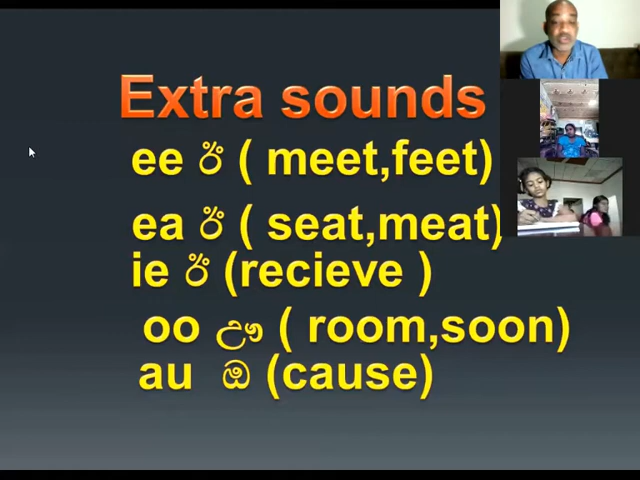 Extra sounds
ee ඊ ( meet,feet)
ea ඊ ( seat,meat)
ie ඊ (recieve )
oo ඌ ( room,soon)
au ඔ (cause)